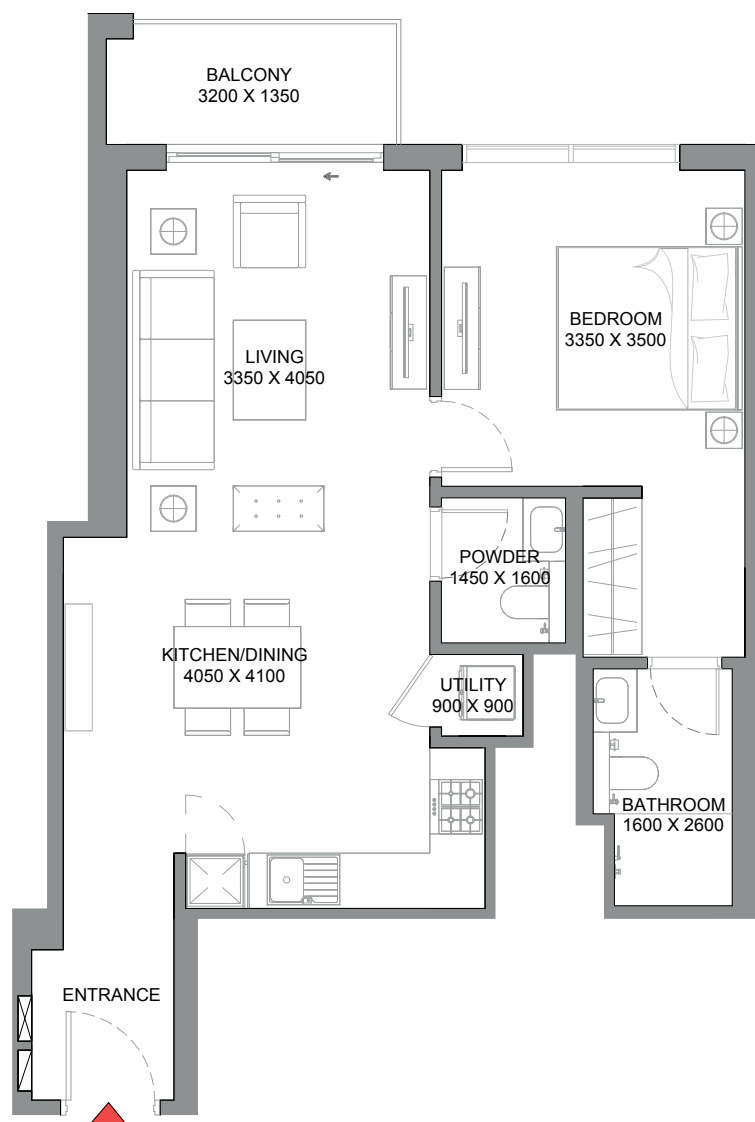 BALCONY
3200 X 1350
LIVING
3350 X 4050
BEDROOM
3350 X 3500
POWDER
1450 X 1600
KITCHEN/DINING
4050 X 4100
UTILITY
900 X 900
BATHROOM
1600 X 2600
ENTRANCE